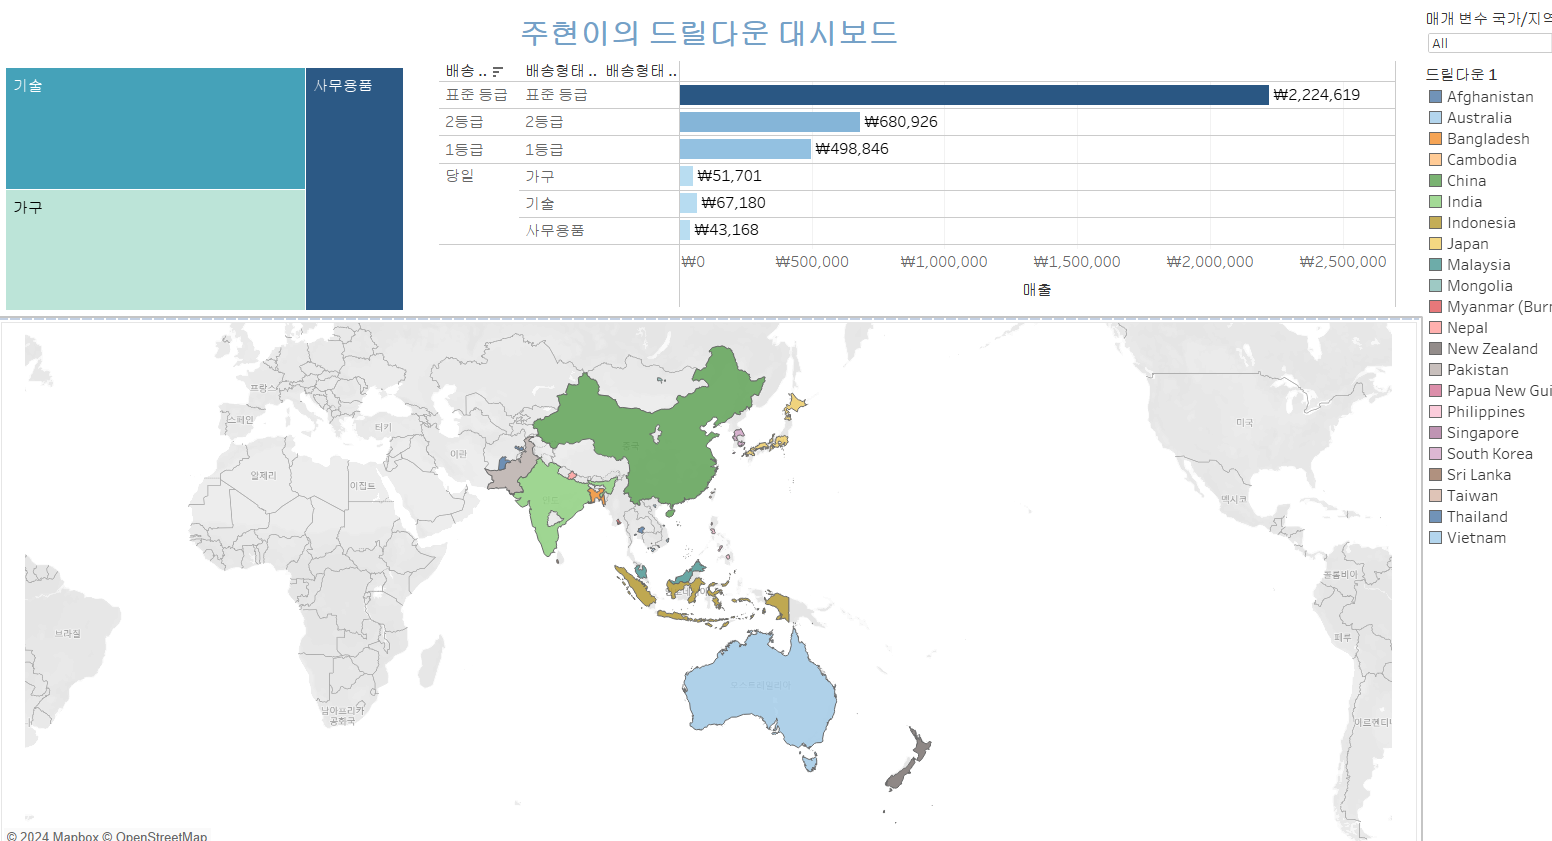 주현이의 드릴다운 대시보드
기술
사무용품
가구
배송 ..
배송형태 ..
배송형태 ..
표준 등급
표준 등급
₩2,224,619
2등급
2등급
₩680,926
1등급
1등급
₩498,846
당일
가구
₩51,701
기술
₩67,180
사무용품
₩43,168
₩0
₩500,000
₩1,000,000
₩1,500,000
₩2,000,000
₩2,500,000
매출
매개 변수 국가/지역
All
드릴다운 1
Afghanistan
Australia
Bangladesh
Cambodia
China
India
Indonesia
Japan
Malaysia
Mongolia
Myanmar (Burr
Nepal
New Zealand
Pakistan
Papua New Gui
Philippines
Singapore
South Korea
Sri Lanka
Taiwan
Thailand
Vietnam
프랑스
스페인
터키
이란
알제리
이집트
중국
미국
멕시코
콜롬비아
페루
브라질
남아프리카
공화국
오스트레일리아
아르헨티나
© 2024 Mapbox © OpenStreetMap